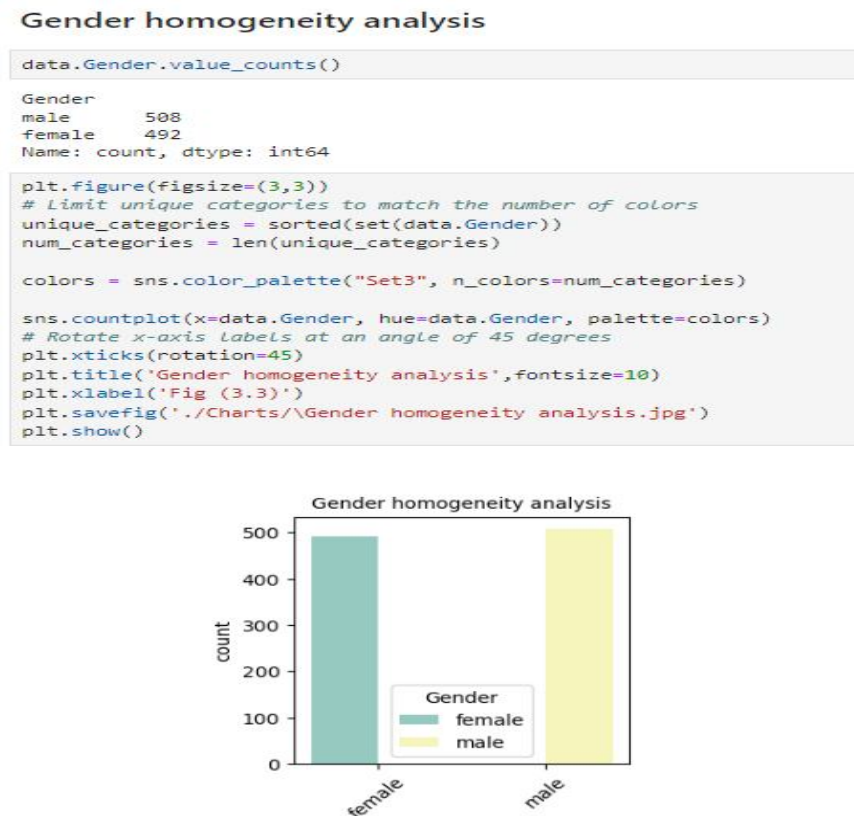 Gender homogeneity analysis
data.Gender.value_counts()
Gender
male 508
female 492
Name: count, dtype: int64
plt.figure(figsize=(3,3))
# Limit unique categories to match the number of colors
unique_categories = sorted(set(data.Gender))
num_categories = len(unique_categories)
colors = sns.color_palette("Set3", n_colors=num_categories)
sns.countplot(x=data.Gender, hue=data.Gender, palette=colors)
# Rotate x-axis labels at an angle of 45 degrees
plt.xticks(rotation=45)
plt.title('Gender homogeneity analysis',fontsize=10)
plt.xlabel('Fig (3.3)')
plt.savefig('./Charts/\Gender homogeneity analysis.jpg')
plt.show()
Gender homogeneity analysis
500
400
300
200
100
0
count
Gender
female
male
female
male